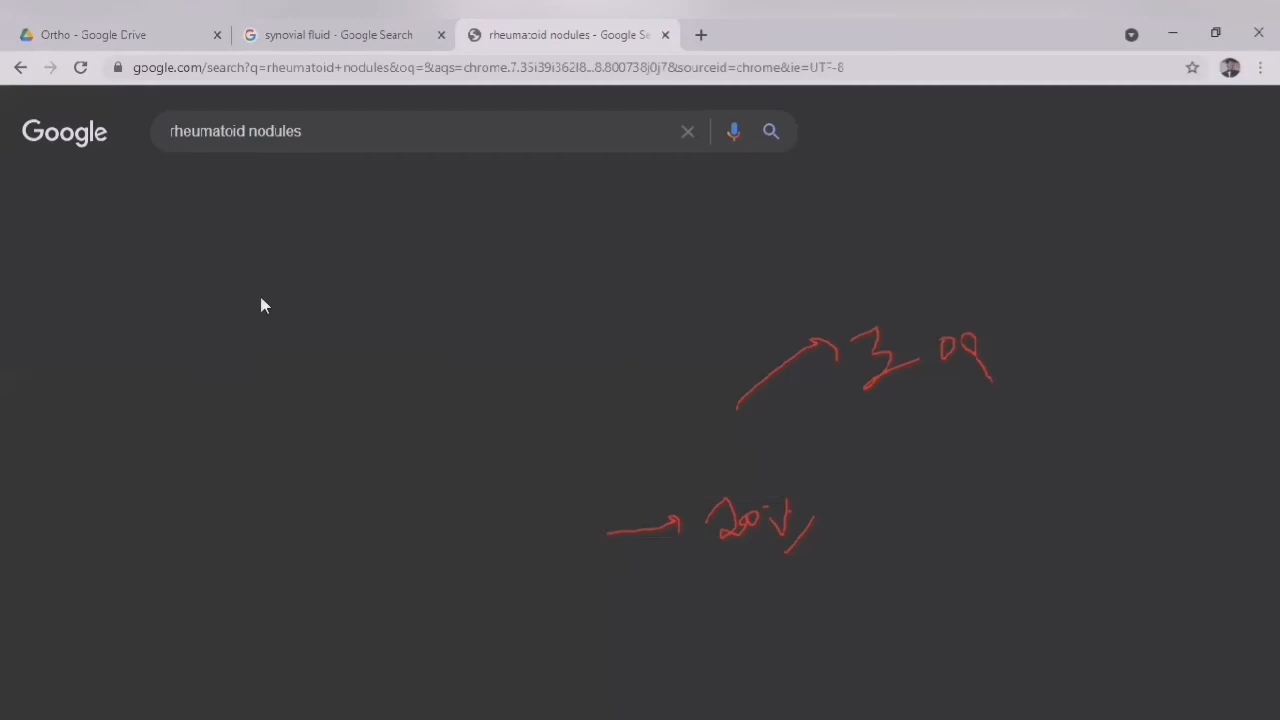 Ortho - Google Drive
synovial fluid - Google Search
rheumatoid nodules - Google Se
google.com/search?q=rheumatoid+nodules&oq=&aqs=chrome.7.35i39i362l8...8.800738j0j7&sourceid=chrome&ie=UTF-8
Google
rheumatoid nodules